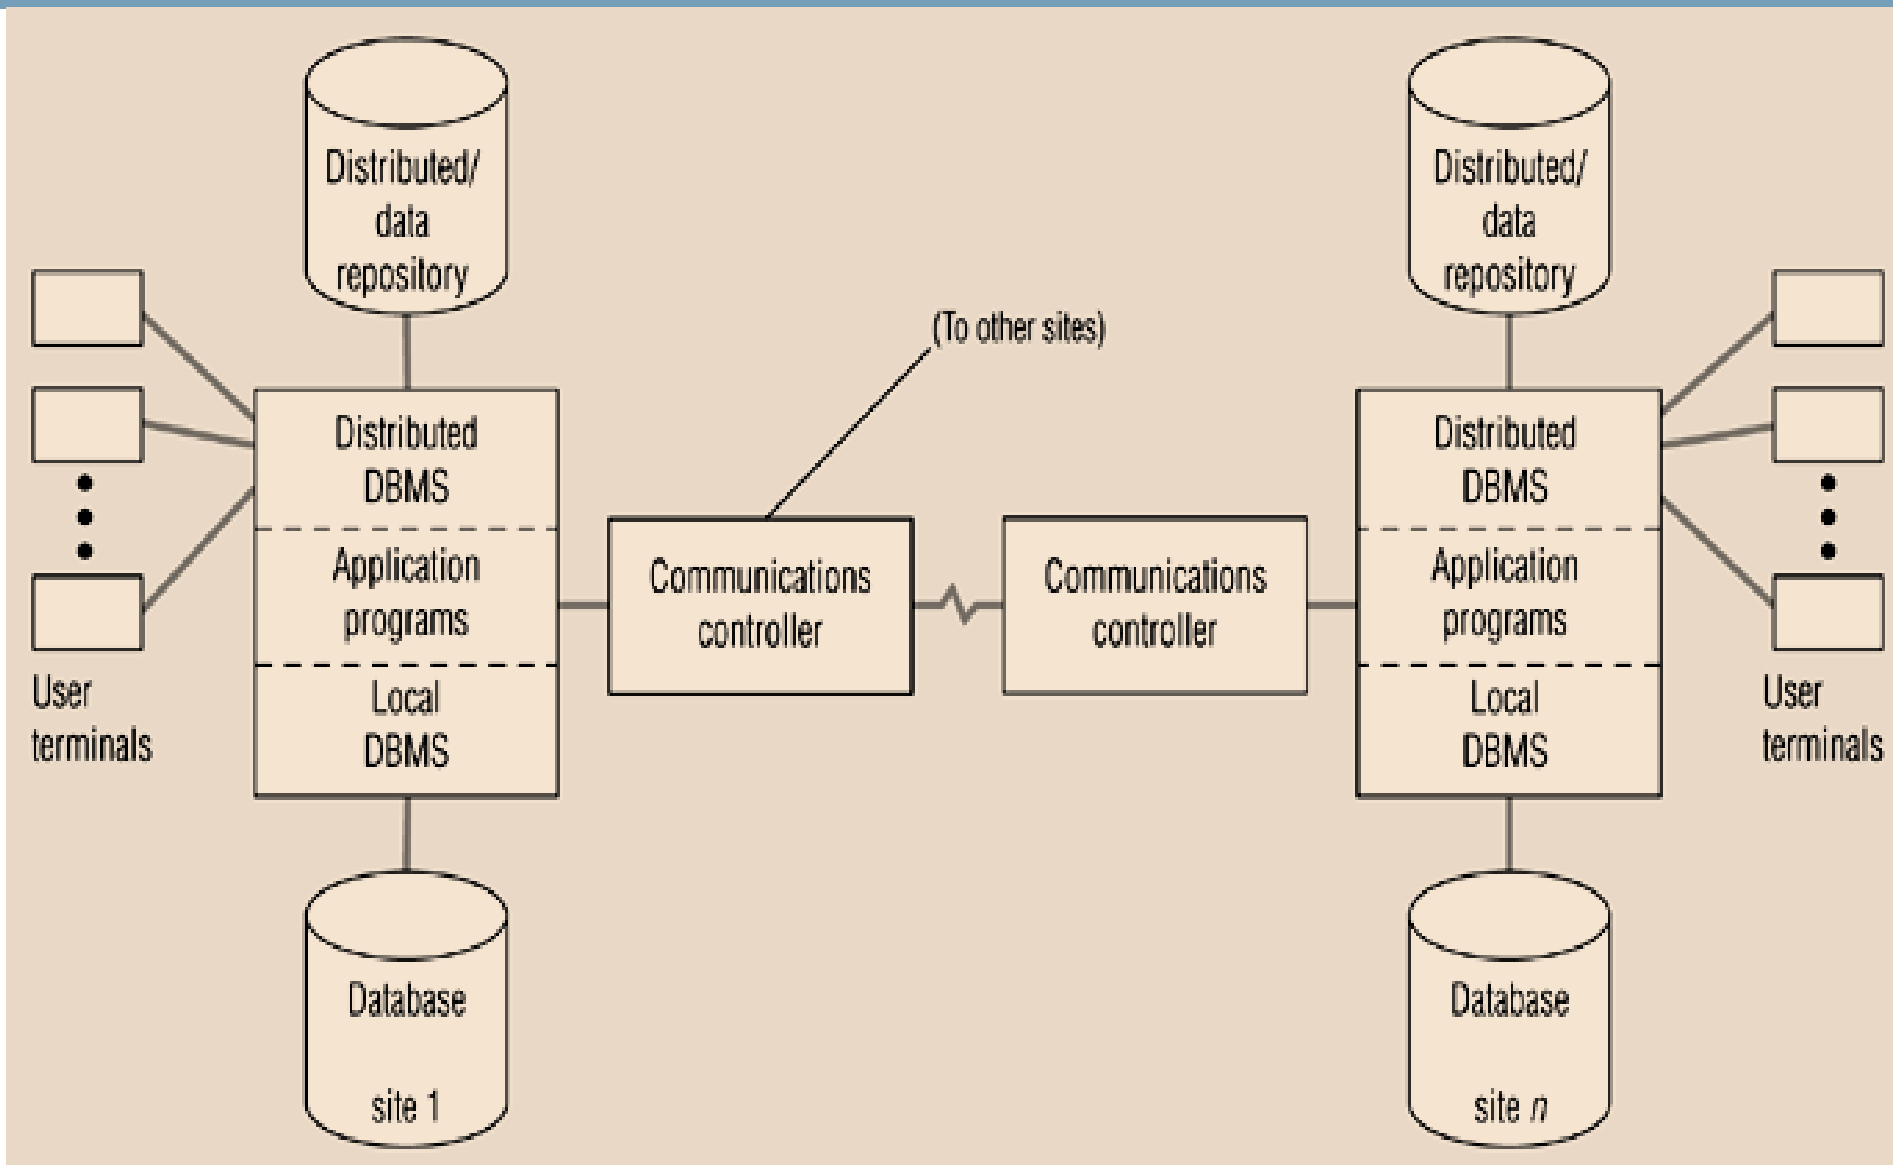 Distributed/
data
repository
Distributed/
data
repository
(To other sites)
Distributed
DBMS
Application
programs
Local
DBMS
Communications
controller
Communications
controller
Distributed
DBMS
Application
programs
Local
DBMS
User
terminals
User
terminals
Database
site 1
Database
site n